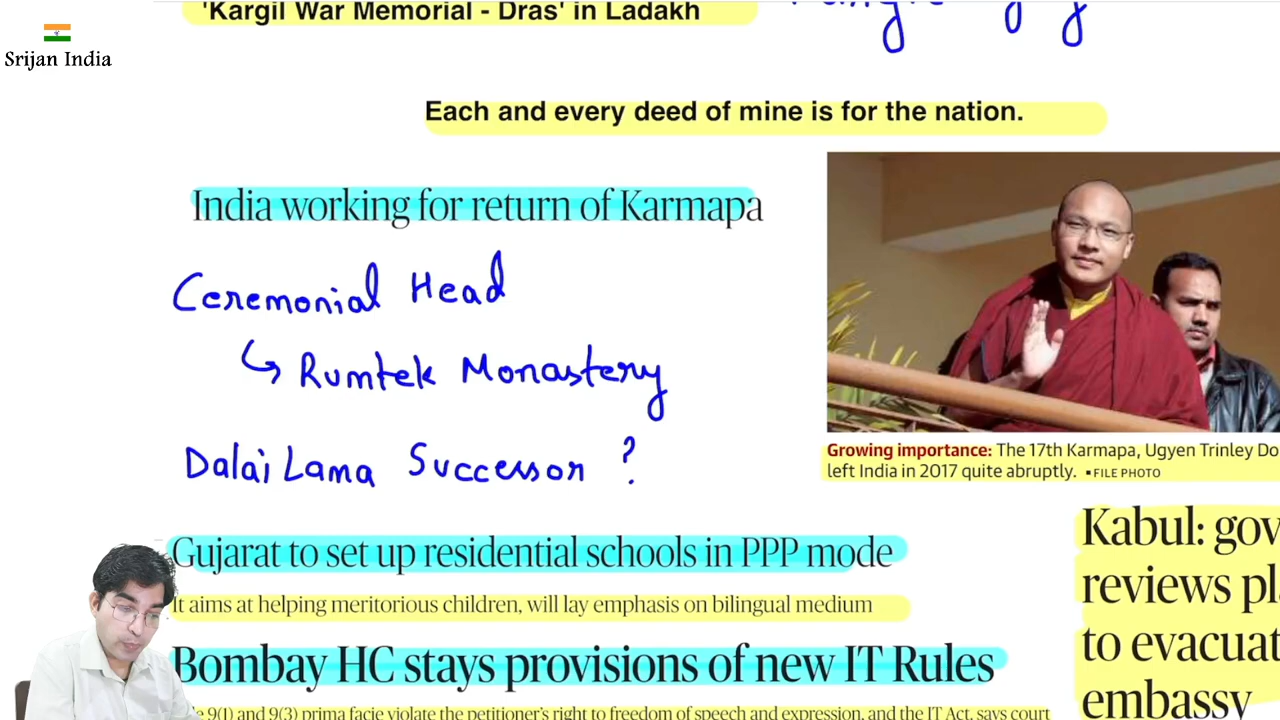 'Kargil War Memorial - Dras' in Ladakh
Srijan India
Each and every deed of mine is for the nation.
India working for return of Karmapa
Ceremonial Head
↳ Rumtek Monastery
Dalai Lama Successor ?
Growing importance: The 17th Karmapa, Ugyen Trinley Do
left India in 2017 quite abruptly. ▪ FILE PHOTO
Gujarat to set up residential schools in PPP mode
It aims at helping meritorious children, will lay emphasis on bilingual medium
Bombay HC stays provisions of new IT Rules
9(1) and 9(3) prima facie violate the petitioner's right to freedom of speech and expression, and the IT Act, says court
Kabul: gov
reviews pl
to evacuat
embassy